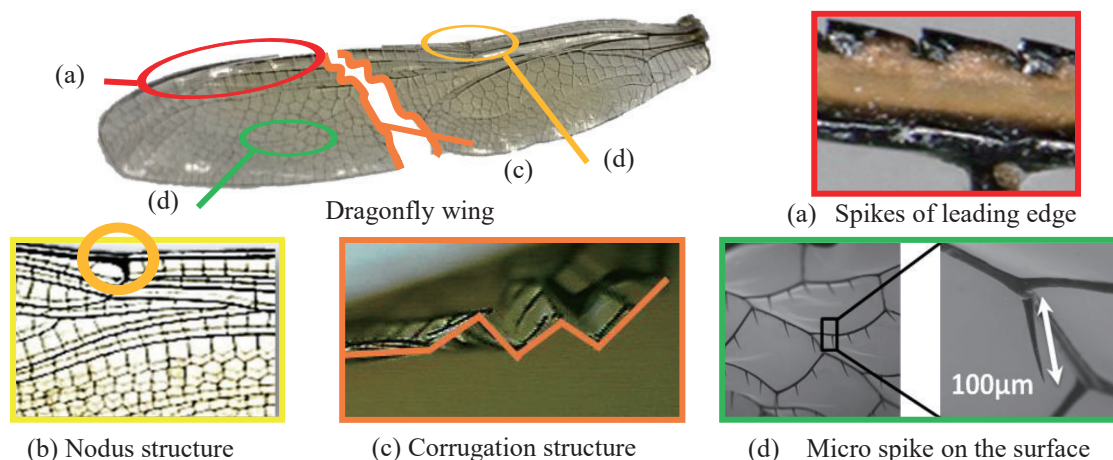 (a)
(d)
(c)
(d)
Dragonfly wing
(a) Spikes of leading edge
100µm
(b) Nodus structure
(c) Corrugation structure
(d) Micro spike on the surface